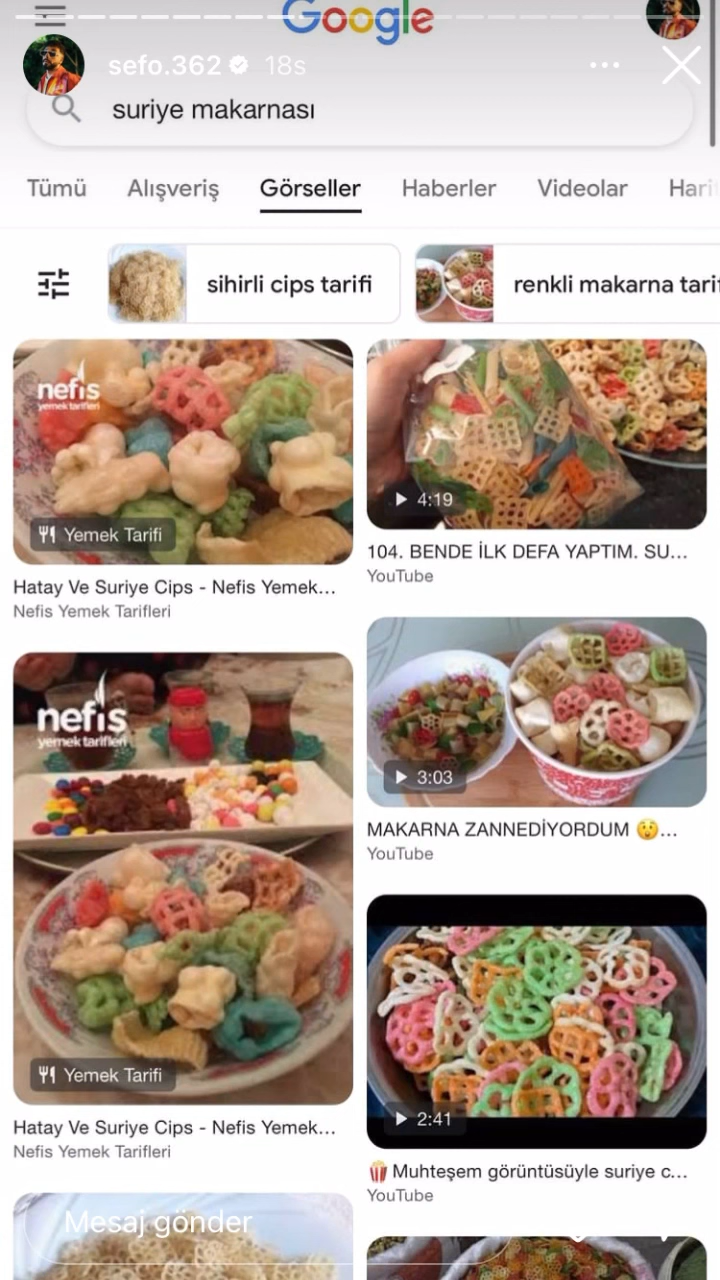 Google
sefo.362 18s
suriye makarnası
Tümü Alışveriş Görseller Haberler Videolar Hari
sihirli cips tarifi
renkli makarna tarif
nefis
yemek tarifleri
Yemek Tarifi
Hatay Ve Suriye Cips - Nefis Yemek...
Nefis Yemek Tarifleri
4:19
104. BENDE İLK DEFA YAPTIM. SU...
YouTube
nefis
yemek tarifleri
Yemek Tarifi
Hatay Ve Suriye Cips - Nefis Yemek...
Nefis Yemek Tarifleri
3:03
MAKARNA ZANNEDİYORDUM 😲...
YouTube
2:41
🍿 Muhteşem görüntüsüyle suriye c...
YouTube
Mesaj gönder